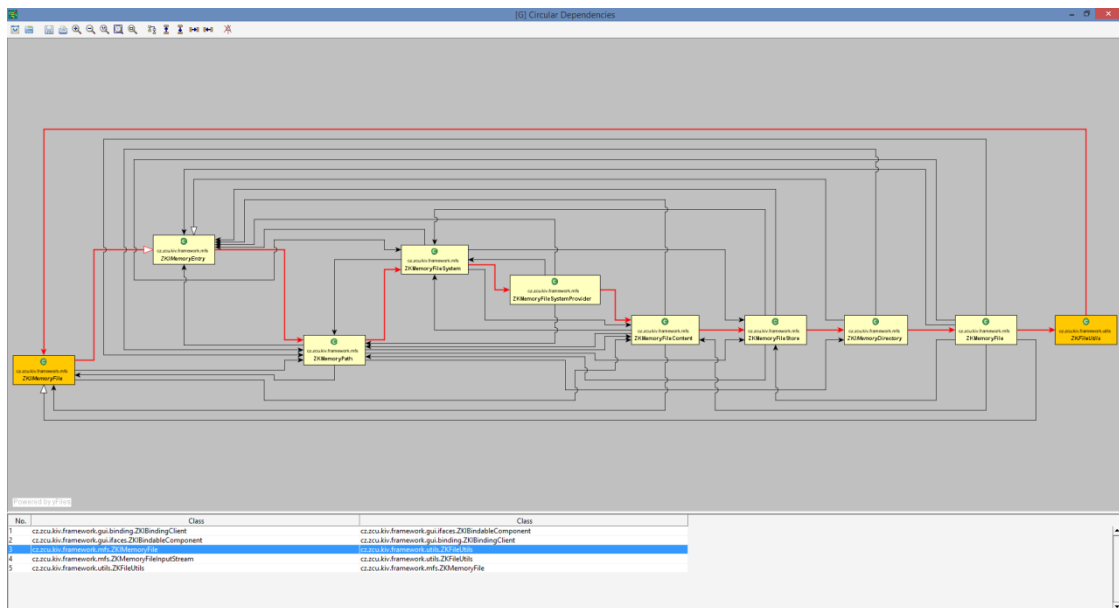 [G] Circular Dependencies
cz.zcu.kiv.framework.mfs
ZKIMemoryEntry
cz.zcu.kiv.framework.mfs
ZKMemoryFileSystem
cz.zcu.kiv.framework.mfs
ZKMemoryFileSystemProvider
cz.zcu.kiv.framework.mfs
ZKMemoryFileContent
cz.zcu.kiv.framework.mfs
ZKMemoryFileStore
cz.zcu.kiv.framework.mfs
ZKMemoryDirectory
cz.zcu.kiv.framework.mfs
ZKMemoryFile
cz.zcu.kiv.framework.utils
ZKFileUtils
cz.zcu.kiv.framework.mfs
ZKMemoryPath
cz.zcu.kiv.framework.mfs
ZKIMemoryFile
Powered by yFiles
No. Class Class
1 cz.zcu.kiv.framework.gui.binding.ZKIBindingClient cz.zcu.kiv.framework.gui.ifaces.ZKIBindableComponent
2 cz.zcu.kiv.framework.gui.ifaces.ZKIBindableComponent cz.zcu.kiv.framework.gui.binding.ZKIBindingClient
3 cz.zcu.kiv.framework.mfs.ZKIMemoryFile cz.zcu.kiv.framework.utils.ZKFileUtils
4 cz.zcu.kiv.framework.mfs.ZKMemoryFileInputStream cz.zcu.kiv.framework.utils.ZKFileUtils
5 cz.zcu.kiv.framework.utils.ZKFileUtils cz.zcu.kiv.framework.mfs.ZKMemoryFile